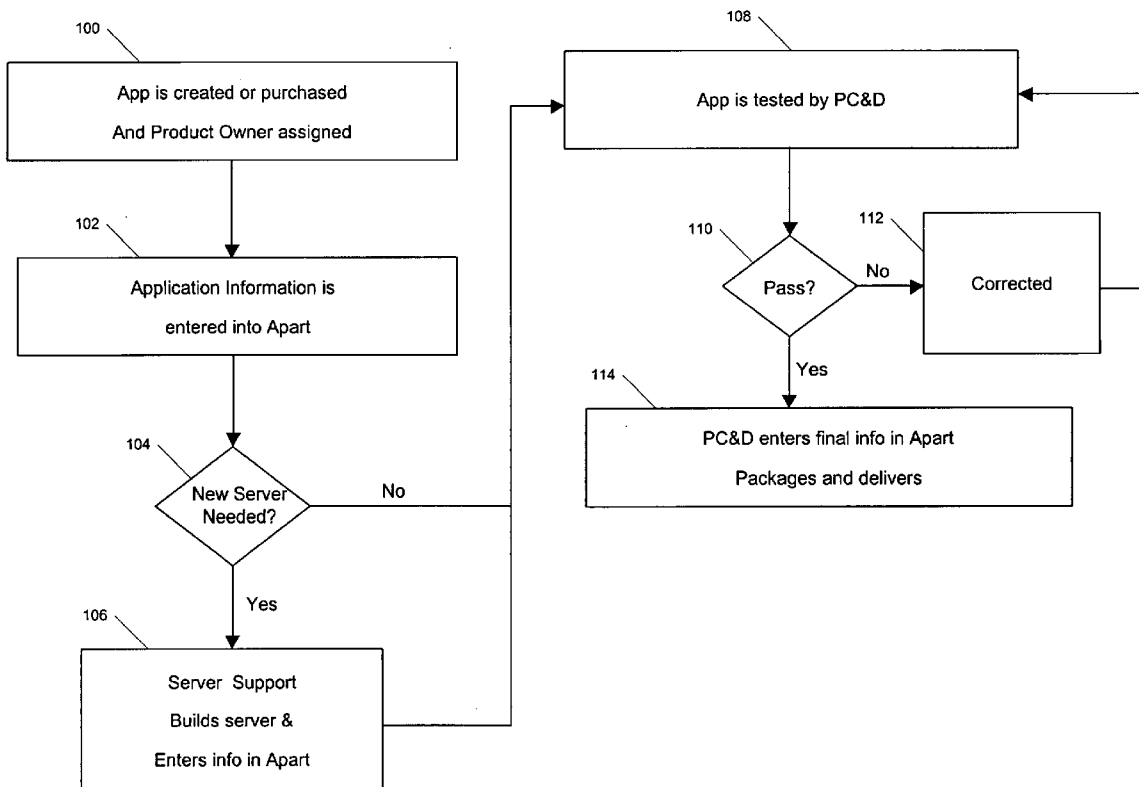 100
App is created or purchased
And Product Owner assigned
102
Application Information is
entered into Apart
104
New Server
Needed?
No
Yes
106
Server Support
Builds server &
Enters info in Apart
108
App is tested by PC&D
110
Pass?
No
112
Corrected
Yes
114
PC&D enters final info in Apart
Packages and delivers